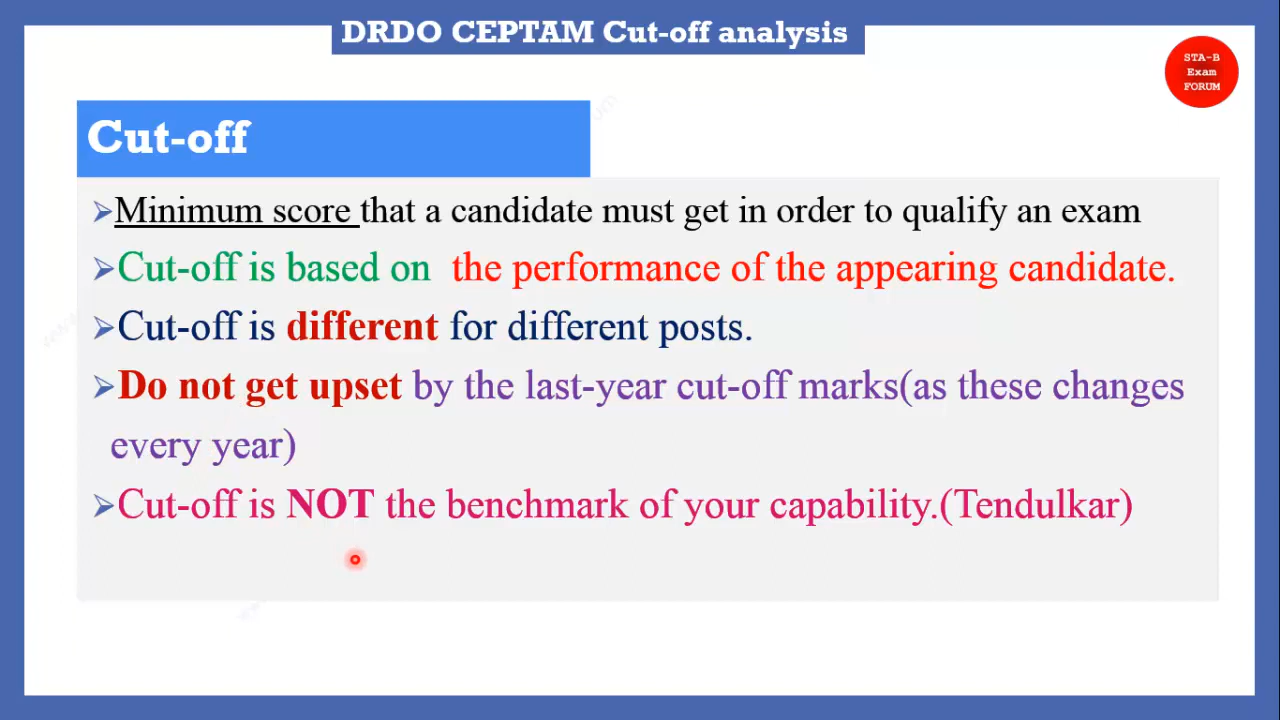 DRDO CEPTAM Cut-off analysis
STA-B
Exam
FORUM
Cut-off
➢Minimum score that a candidate must get in order to qualify an exam
➢Cut-off is based on the performance of the appearing candidate.
➢Cut-off is different for different posts.
➢Do not get upset by the last-year cut-off marks(as these changes
every year)
➢Cut-off is NOT the benchmark of your capability.(Tendulkar)